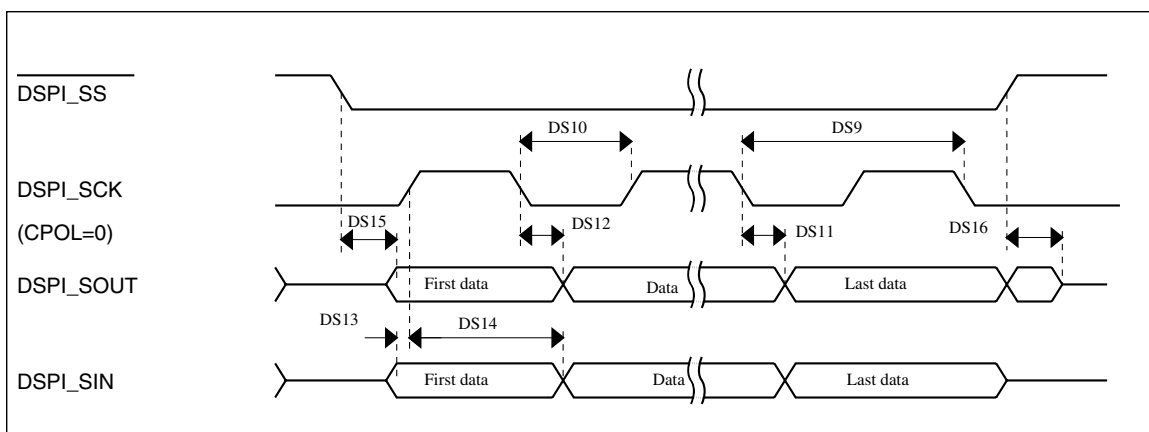 DSPI_SS
DS10
DS9
DSPI_SCK
(CPOL=0)
DS15
DS12
DS11
DS16
DSPI_SOUT
First data
Data
Last data
DS13
DS14
DSPI_SIN
First data
Data
Last data